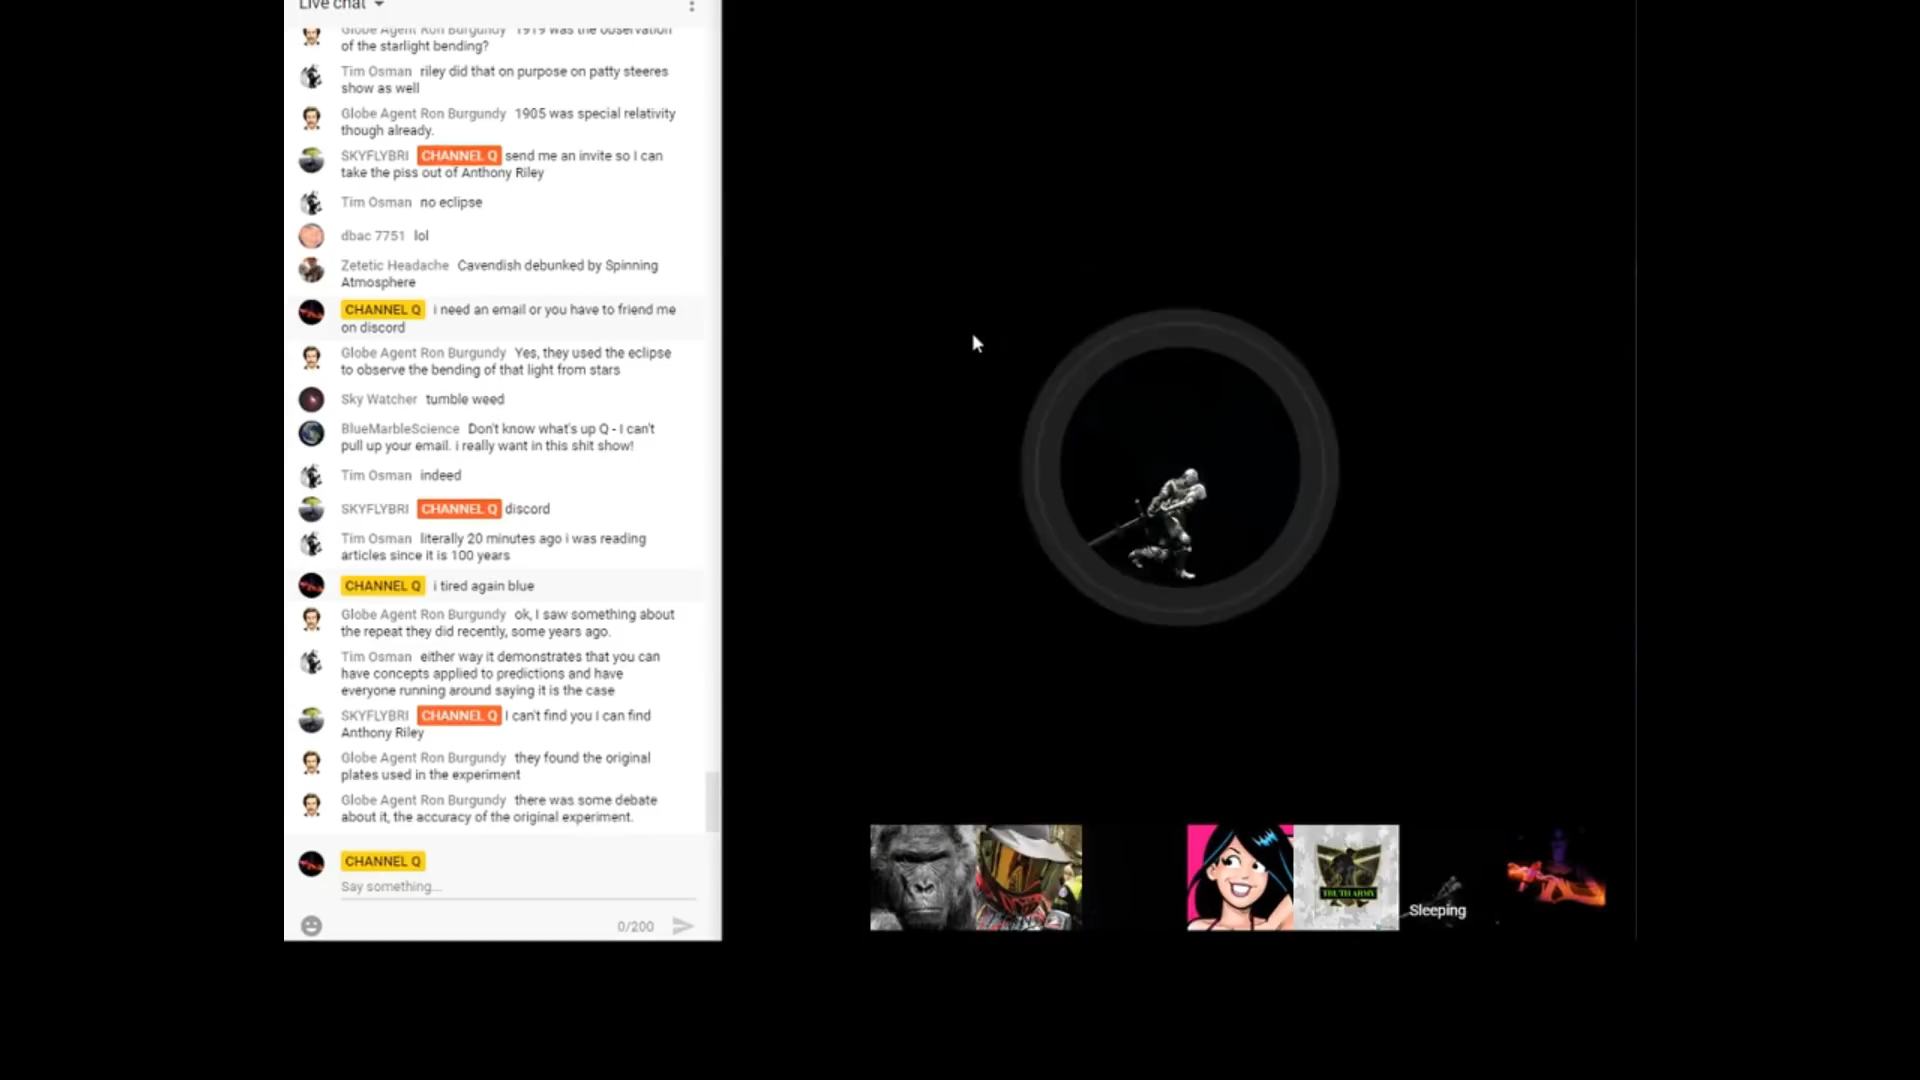 Live chat
Globe Agent Ron Burgundy 1919 was the observation
of the starlight bending?
Tim Osman riley did that on purpose on patty steeres
show as well
Globe Agent Ron Burgundy 1905 was special relativity
though already.
SKYFLYBRI CHANNEL Q send me an invite so I can
take the piss out of Anthony Riley
Tim Osman no eclipse
dbac 7751 lol
Zetetic Headache Cavendish debunked by Spinning
Atmosphere
CHANNEL Q i need an email or you have to friend me
on discord
Globe Agent Ron Burgundy Yes, they used the eclipse
to observe the bending of that light from stars
Sky Watcher tumble weed
BlueMarbleScience Don't know what's up Q - I can't
pull up your email. i really want in this shit show!
Tim Osman indeed
SKYFLYBRI CHANNEL Q discord
Tim Osman literally 20 minutes ago i was reading
articles since it is 100 years
CHANNEL Q i tired again blue
Globe Agent Ron Burgundy ok, I saw something about
the repeat they did recently, some years ago.
Tim Osman either way it demonstrates that you can
have concepts applied to predictions and have
everyone running around saying it is the case
SKYFLYBRI CHANNEL Q I can't find you I can find
Anthony Riley
Globe Agent Ron Burgundy they found the original
plates used in the experiment
Globe Agent Ron Burgundy there was some debate
about it, the accuracy of the original experiment.
CHANNEL Q
Say something...
0/200
TRUTH ARMY
Sleeping